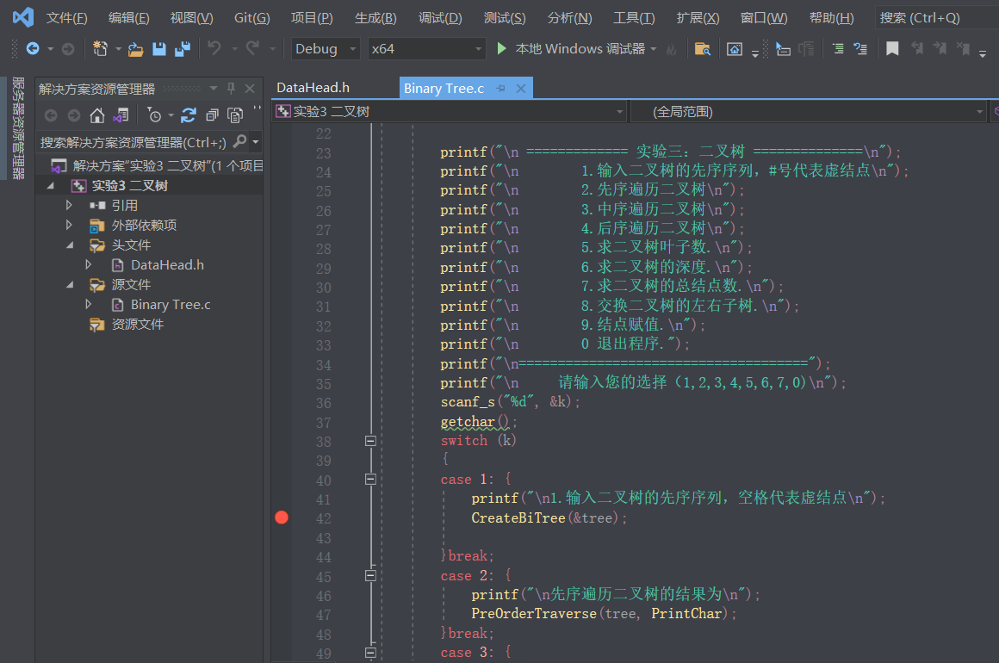 文件(F) 编辑(E) 视图(V) Git(G) 项目(P) 生成(B) 调试(D) 测试(S) 分析(N) 工具(T) 扩展(X) 窗口(W) 帮助(H) 搜索 (Ctrl+Q)
Debug x64 本地 Windows 调试器
服务器资源管理器
解决方案资源管理器
搜索解决方案资源管理器(Ctrl+;)
解决方案"实验3 二叉树"(1 个项目
实验3 二叉树
引用
外部依赖项
头文件
DataHead.h
源文件
Binary Tree.c
资源文件
DataHead.h Binary Tree.c
实验3 二叉树 (全局范围)
22
23 printf("\n ============= 实验三: 二叉树 ==============\n");
24 printf("\n 1.输入二叉树的先序序列，#号代表虚结点\n");
25 printf("\n 2.先序遍历二叉树\n");
26 printf("\n 3.中序遍历二叉树\n");
27 printf("\n 4.后序遍历二叉树\n");
28 printf("\n 5.求二叉树叶子数.\n");
29 printf("\n 6.求二叉树的深度.\n");
30 printf("\n 7.求二叉树的总结点数.\n");
31 printf("\n 8.交换二叉树的左右子树.\n");
32 printf("\n 9.结点赋值.\n");
33 printf("\n 0 退出程序.");
34 printf("\n=====================================");
35 printf("\n 请输入您的选择（1,2,3,4,5,6,7,0)\n");
36 scanf_s("%d", &k);
37 getchar();
38 switch (k)
39 {
40 case 1: {
41 printf("\n1.输入二叉树的先序序列，空格代表虚结点\n");
42 CreateBiTree(&tree);
43
44 }break;
45 case 2: {
46 printf("\n先序遍历二叉树的结果为\n");
47 PreOrderTraverse(tree, PrintChar);
48 }break;
49 case 3: {